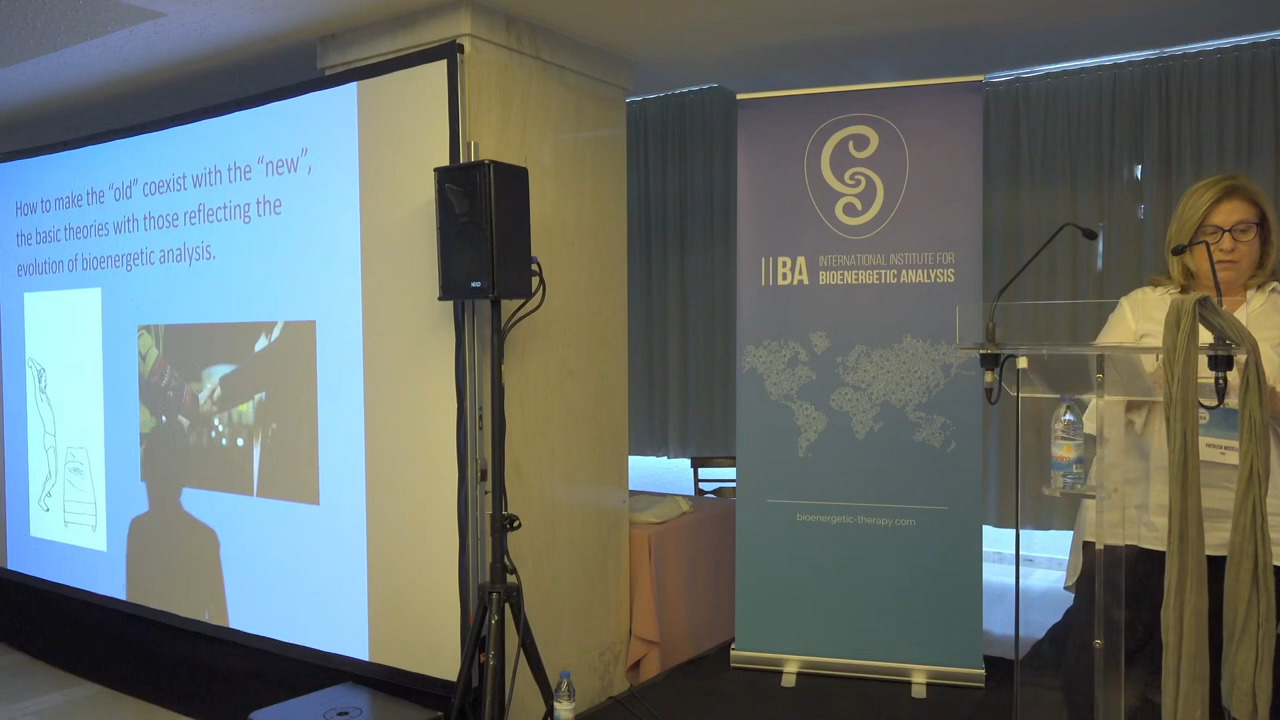 How to make the “old” coexist with the “new”,
the basic theories with those reflecting the
evolution of bioenergetic analysis.
IIBA
INTERNATIONAL INSTITUTE FOR
BIOENERGETIC ANALYSIS
bioenergetic-therapy.com